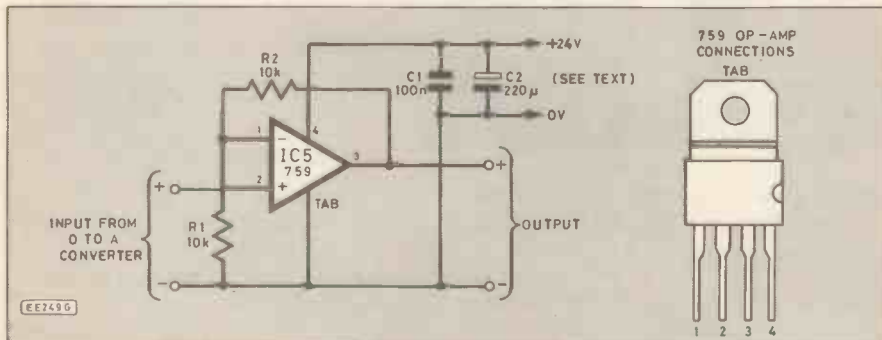 R2
10k
1
4
IC5
759
3
2
TAB
R1
10k
+
-
INPUT FROM
D TO A
CONVERTER
C1
100n
C2
220μ
(SEE TEXT)
+24V
0V
+
-
OUTPUT
EE249G
759 OP-AMP
CONNECTIONS
TAB
1 2 3 4